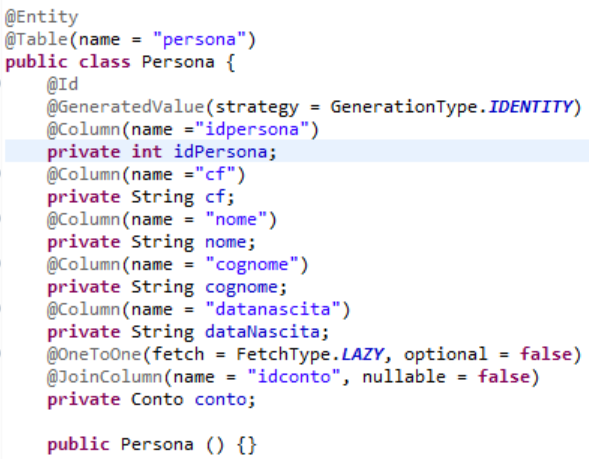 @Entity
@Table(name = "persona")
public class Persona {
    @Id
    @GeneratedValue(strategy = GenerationType.IDENTITY)
    @Column(name ="idpersona")
    private int idPersona;
    @Column(name ="cf")
    private String cf;
    @Column(name = "nome")
    private String nome;
    @Column(name = "cognome")
    private String cognome;
    @Column(name = "datanascita")
    private String dataNascita;
    @OneToOne(fetch = FetchType.LAZY, optional = false)
    @JoinColumn(name = "idconto", nullable = false)
    private Conto conto;
    public Persona () {}